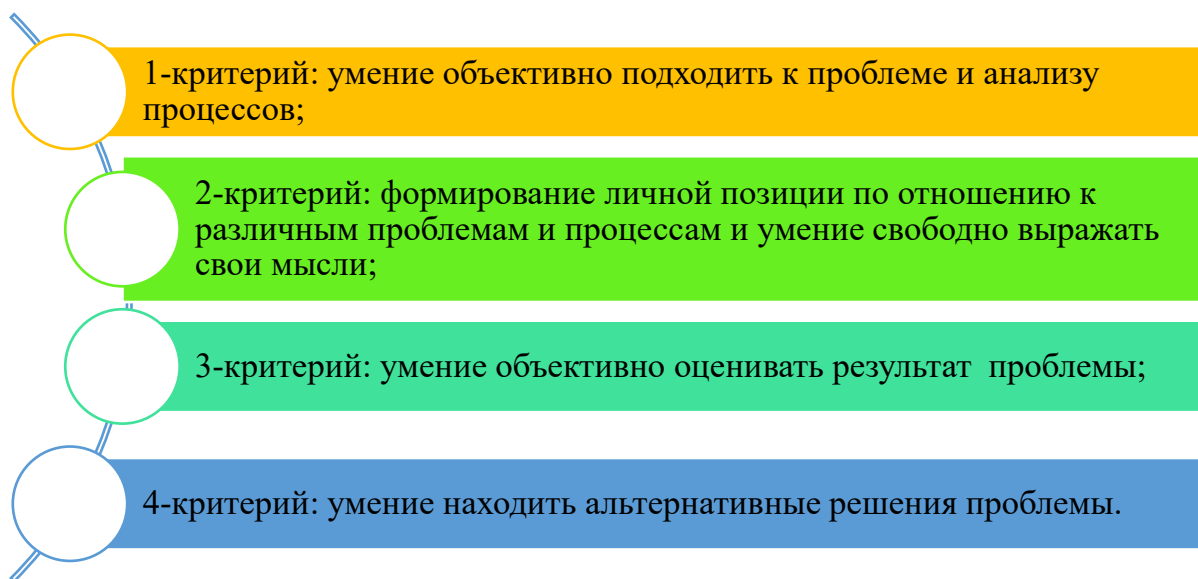 1-критерий: умение объективно подходить к проблеме и анализу
процессов;
2-критерий: формирование личной позиции по отношению к
различным проблемам и процессам и умение свободно выражать
свои мысли;
3-критерий: умение объективно оценивать результат  проблемы;
4-критерий: умение находить альтернативные решения проблемы.